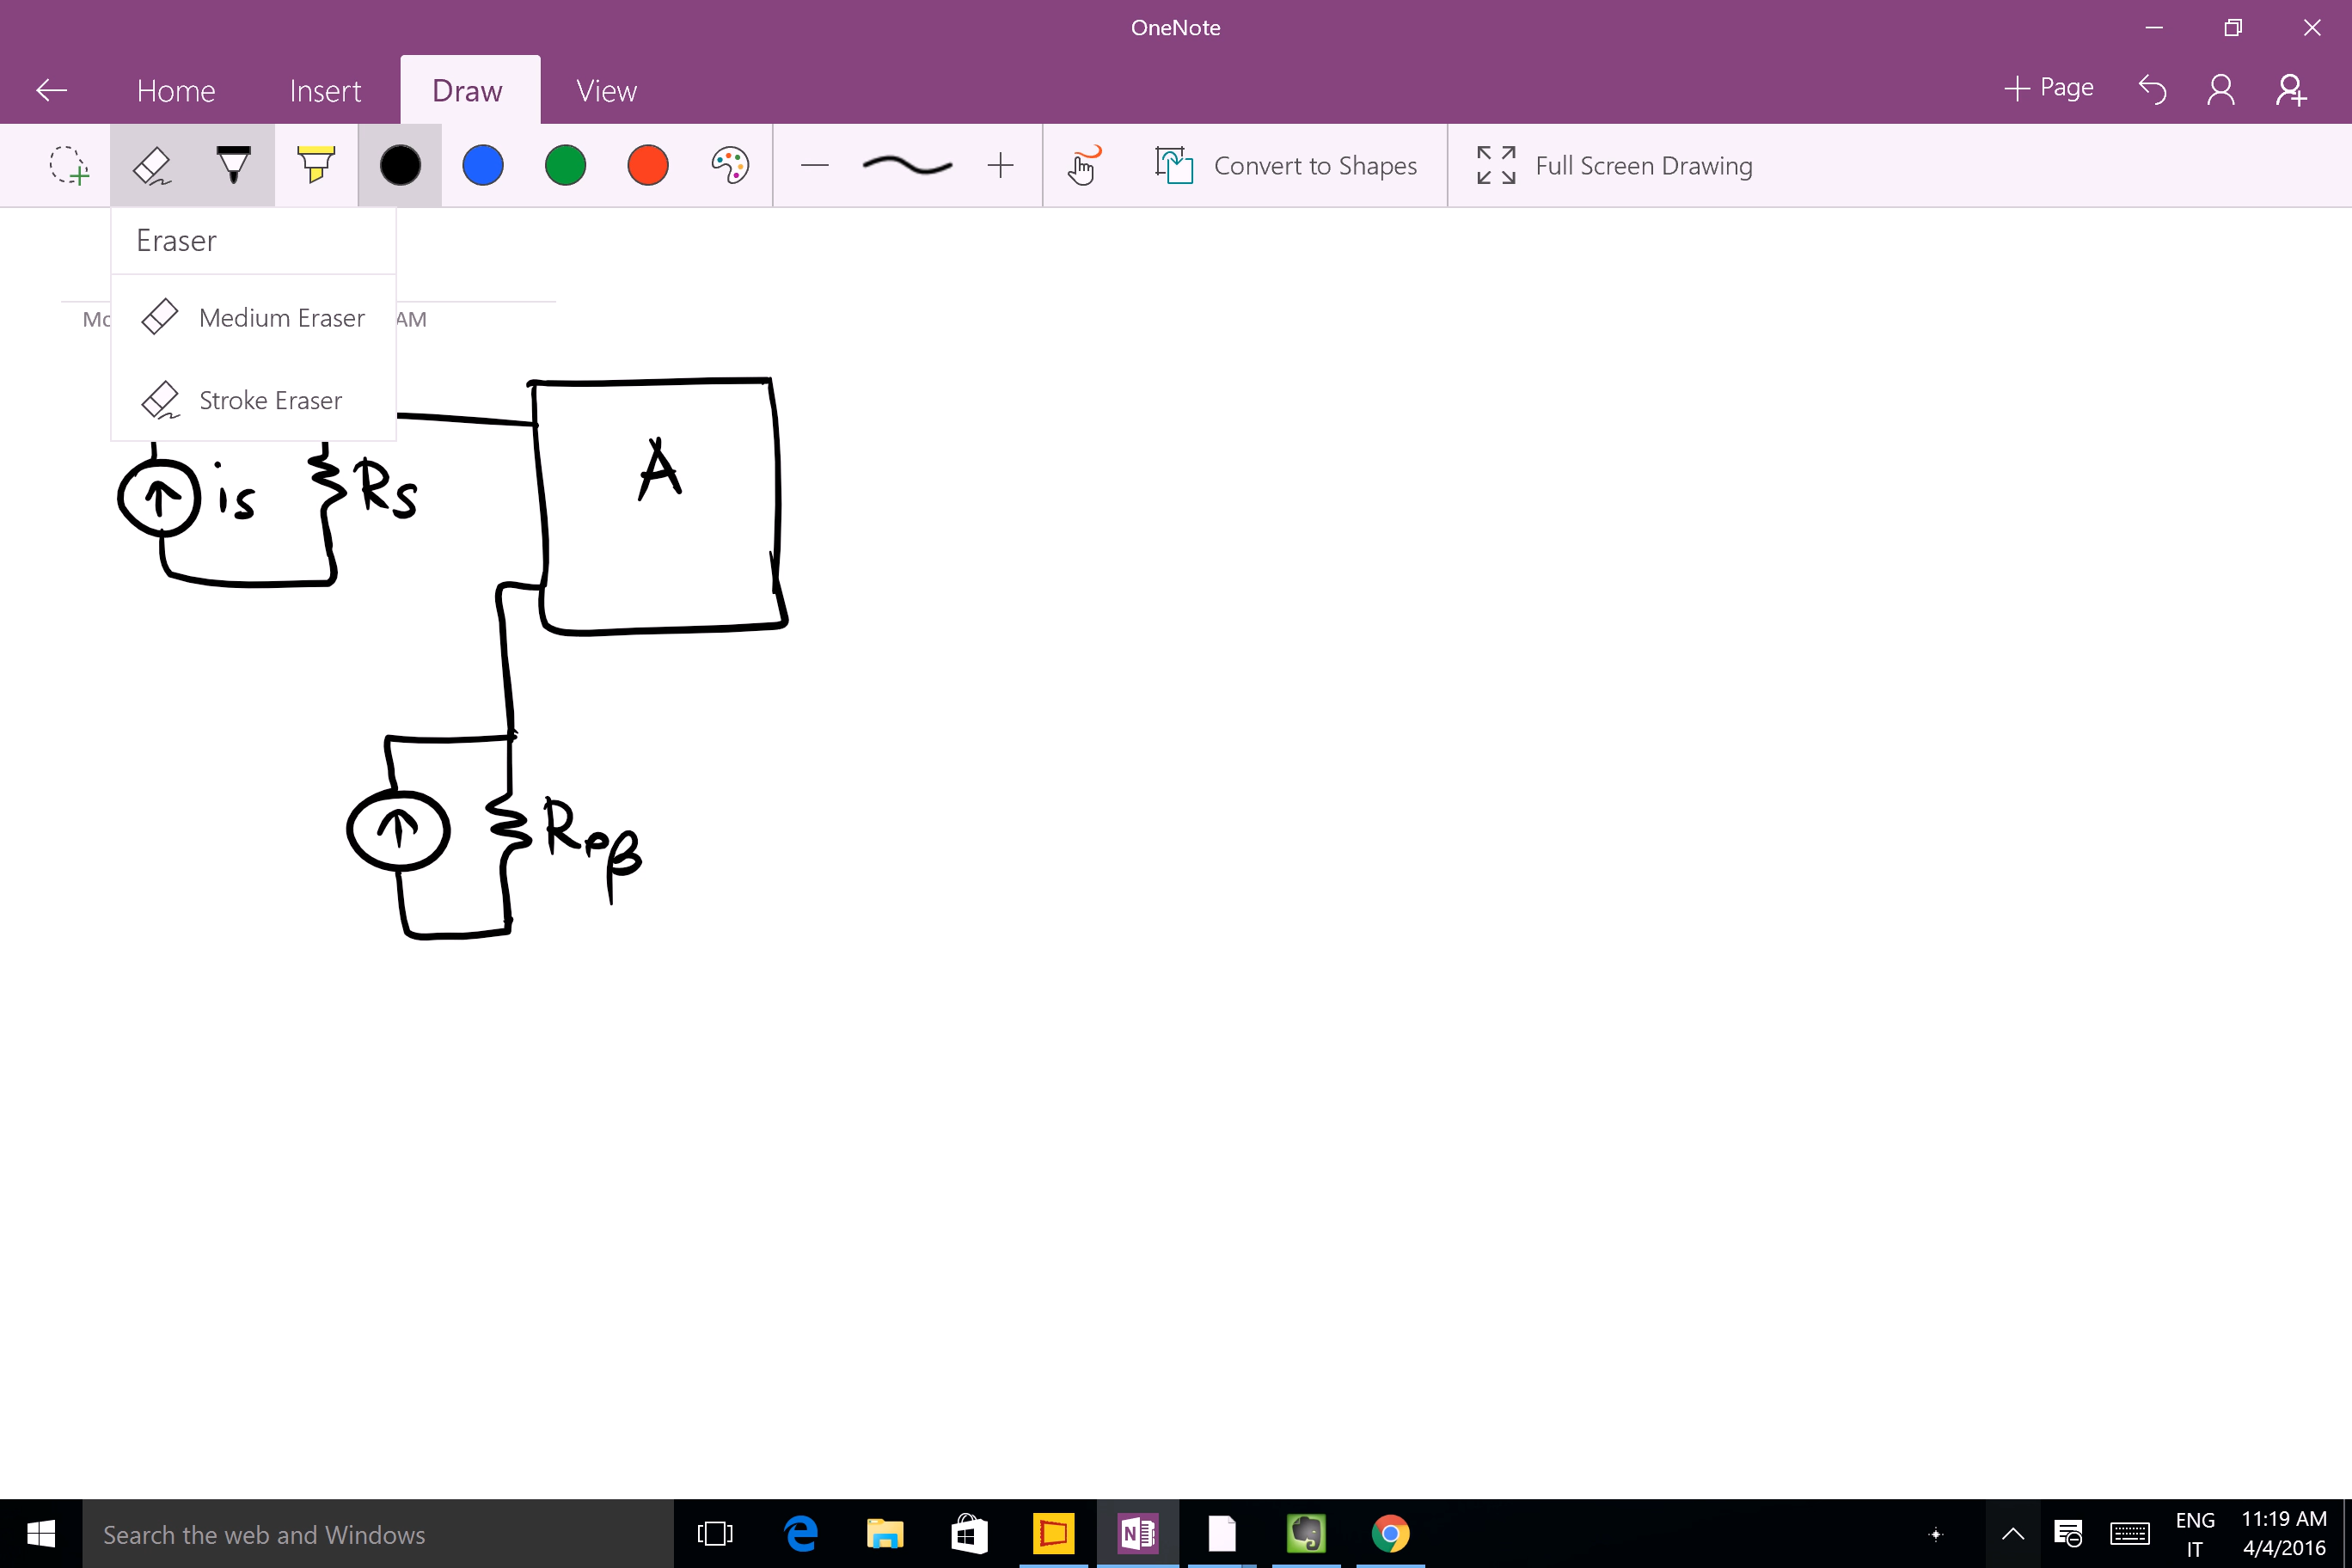 OneNote
Home Insert Draw View + Page
Convert to Shapes Full Screen Drawing
Eraser
Medium Eraser
AM
Stroke Eraser
A
is Rs
Roβ
Search the web and Windows
ENG 11:19 AM
IT 4/4/2016